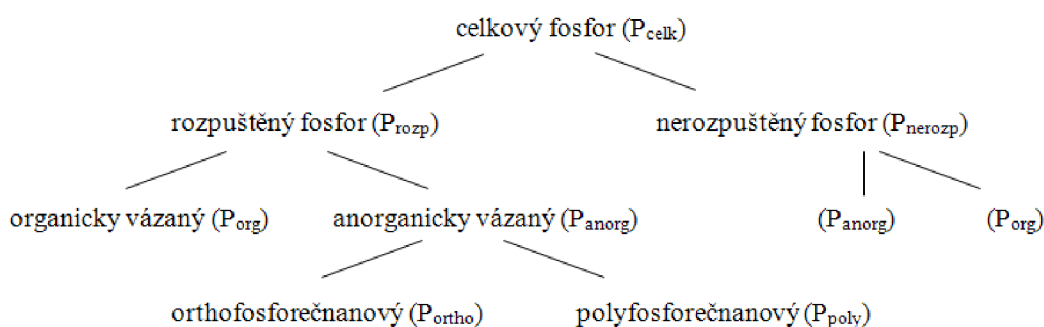 celkový fosfor (Pcelk)
rozpuštěný fosfor (Prozp) nerozpuštěný fosfor (Pnerozp)
organicky vázaný (Porg) anorganicky vázaný (Panorg) (Panorg) (Porg)
orthofosforečnanový (Portho) polyfosforečnanový (Ppoly)